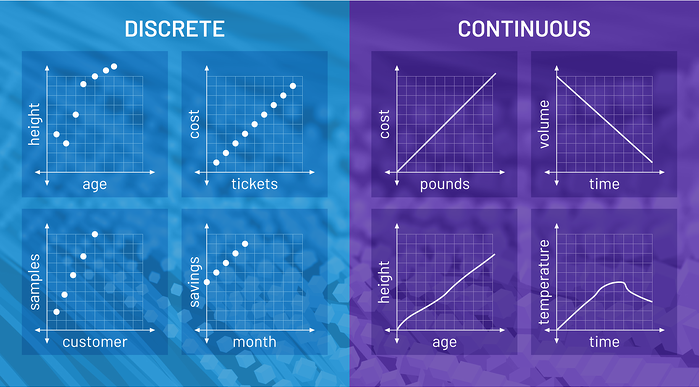 DISCRETE
height
age
cost
tickets
samples
customer
savings
month
CONTINUOUS
cost
pounds
volume
time
height
age
temperature
time